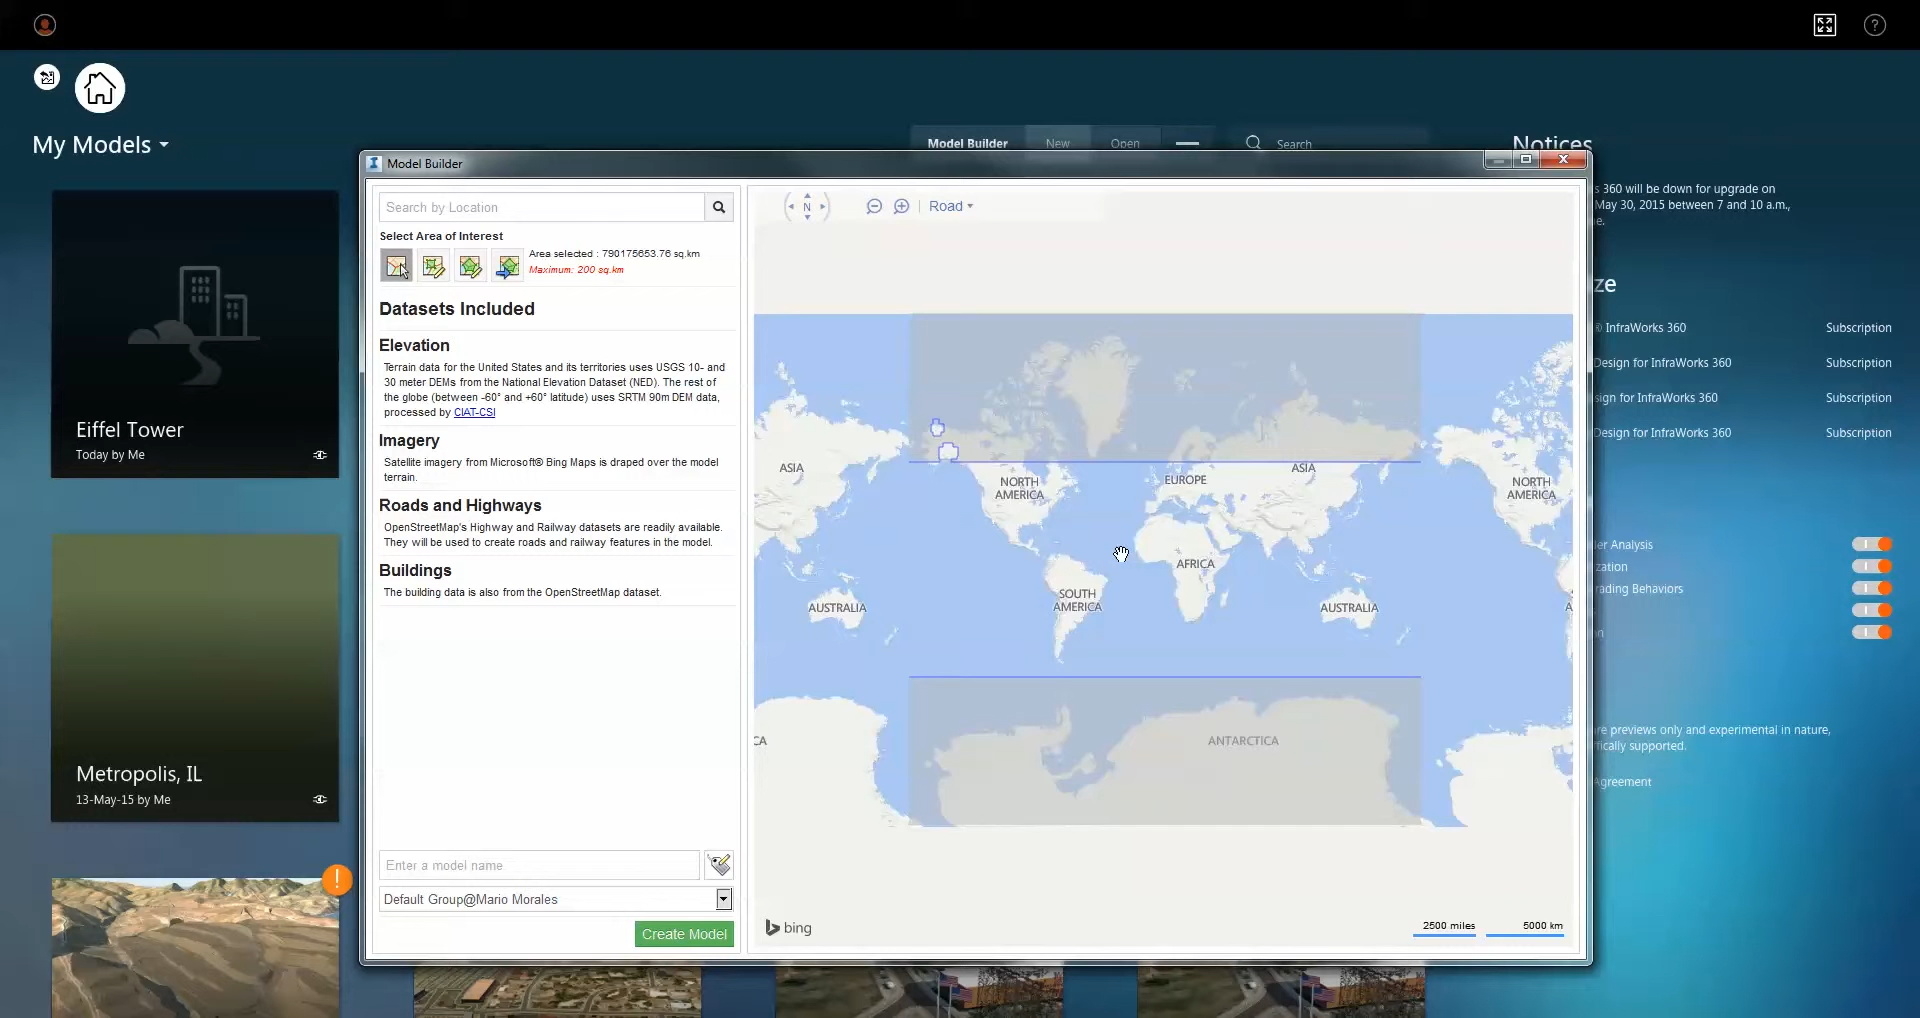 My Models
Model Builder New Open Search
Notices
Model Builder
Search by Location
Select Area of Interest
Area selected : 790175653.76 sq.km
Maximum: 200 sq.km
Datasets Included
Elevation
Terrain data for the United States and its territories uses USGS 10- and
30 meter DEMs from the National Elevation Dataset (NED). The rest of
the globe (between -60° and +60° latitude) uses SRTM 90m DEM data,
processed by CIAT-CSI
Imagery
Satellite imagery from Microsoft® Bing Maps is draped over the model
terrain.
Roads and Highways
OpenStreetMap's Highway and Railway datasets are readily available.
They will be used to create roads and railway features in the model.
Buildings
The building data is also from the OpenStreetMap dataset.
Enter a model name
Default Group@Mario Morales
Create Model
N
Road
ASIA
NORTH
AMERICA
EUROPE
ASIA
NORTH
AMERICA
AFRICA
AUSTRALIA
SOUTH
AMERICA
AUSTRALIA
A
CA
ANTARCTICA
bing
2500 miles 5000 km
Eiffel Tower
Today by Me
Metropolis, IL
13-May-15 by Me
!
s 360 will be down for upgrade on
May 30, 2015 between 7 and 10 a.m.,
e.
ze
® InfraWorks 360 Subscription
Design for InfraWorks 360 Subscription
sign for InfraWorks 360 Subscription
Design for InfraWorks 360 Subscription
er Analysis
zation
rading Behaviors
n
re previews only and experimental in nature,
ically supported.
Agreement
?